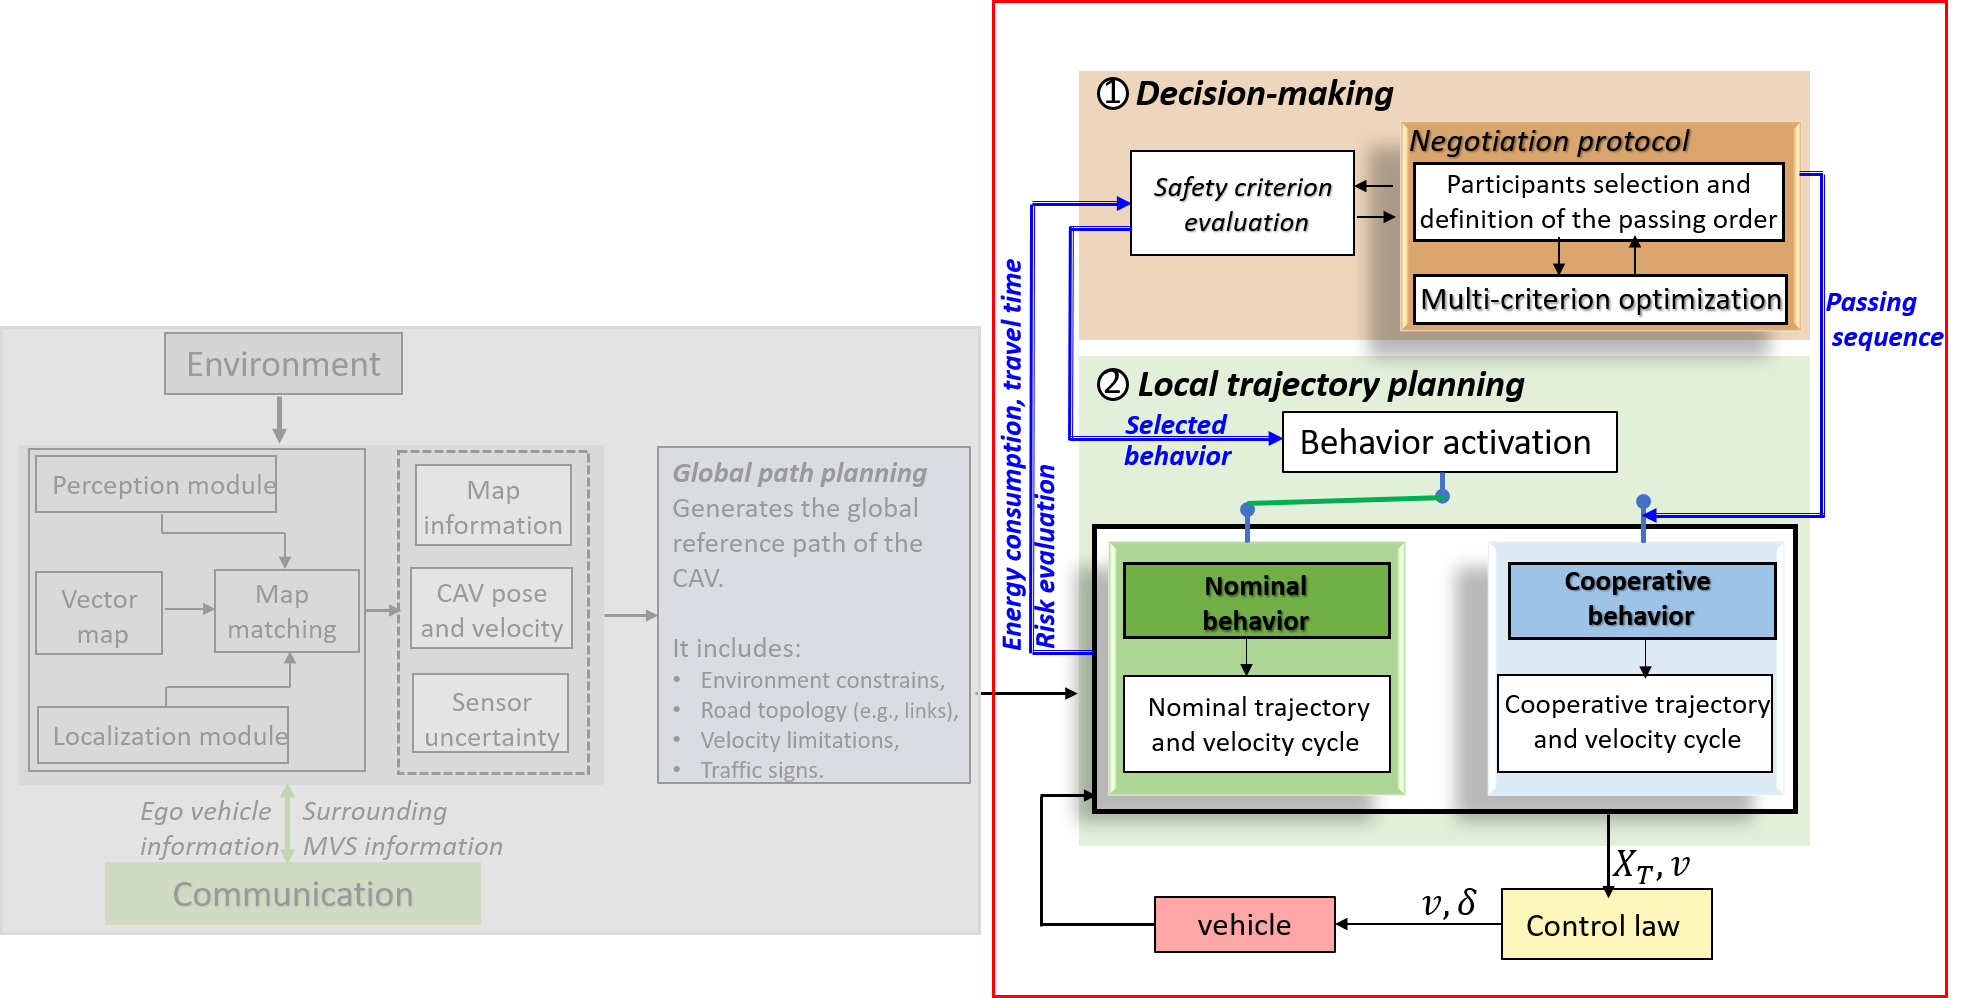 Environment
Perception module
Vector
map
Map
matching
Localization module
Map
information
CAV pose
and velocity
Sensor
uncertainty
Ego vehicle
information
Surrounding
MVS information
Communication
Global path planning
Generates the global
reference path of the
CAV.
It includes:
• Environment constrains,
• Road topology (e.g., links),
• Velocity limitations,
• Traffic signs.
① Decision-making
Safety criterion
evaluation
Negotiation protocol
Participants selection and
definition of the passing order
Multi-criterion optimization
Passing
sequence
Energy consumption, travel time
Risk evaluation
② Local trajectory planning
Selected
behavior
Behavior activation
Nominal
behavior
Nominal trajectory
and velocity cycle
Cooperative
behavior
Cooperative trajectory
and velocity cycle
X_T, v
Control law
v, δ
vehicle